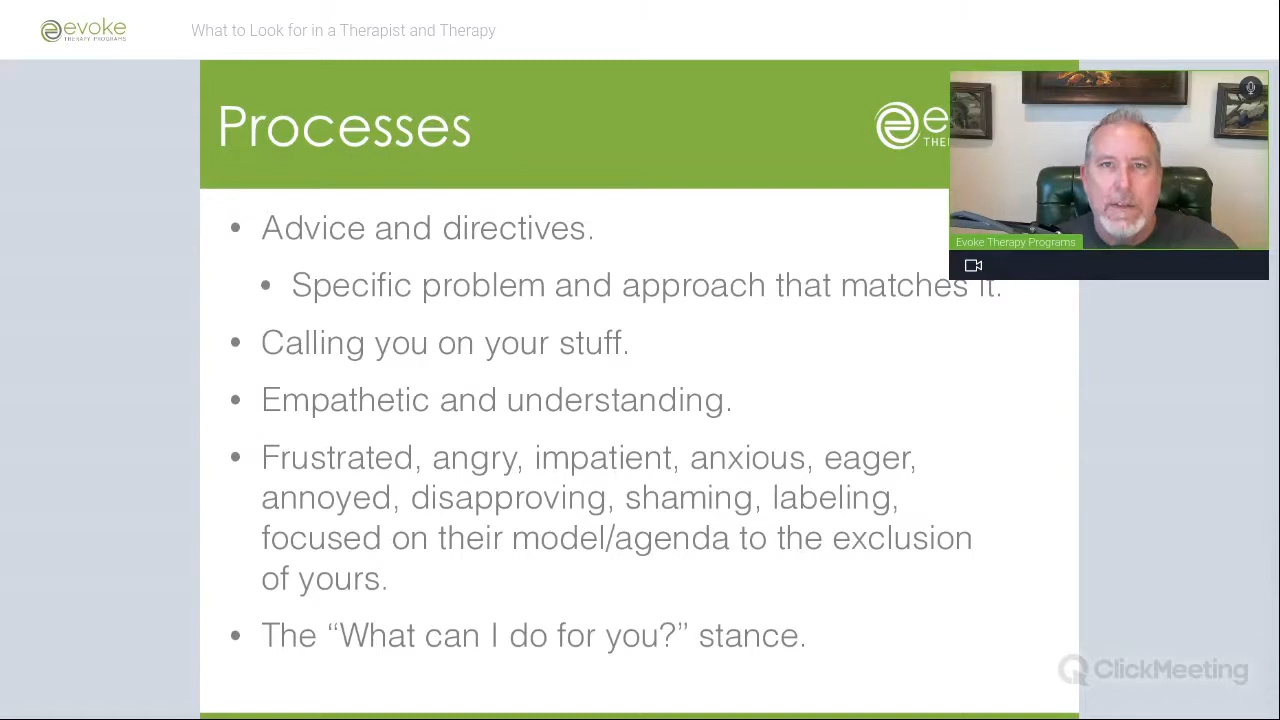 evoke
THERAPY PROGRAMS
What to Look for in a Therapist and Therapy
Processes
e
THE
Evoke Therapy Programs
• Advice and directives.
• Specific problem and approach that matches it.
• Calling you on your stuff.
• Empathetic and understanding.
• Frustrated, angry, impatient, anxious, eager,
annoyed, disapproving, shaming, labeling,
focused on their model/agenda to the exclusion
of yours.
• The “What can I do for you?” stance.
ClickMeeting